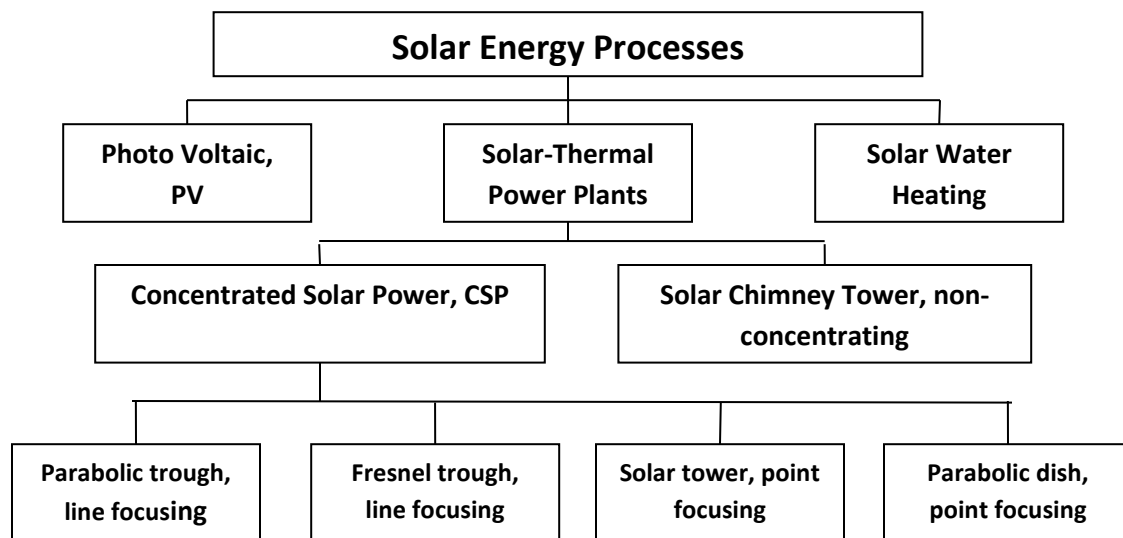 Solar Energy Processes
Photo Voltaic,
PV
Solar-Thermal
Power Plants
Solar Water
Heating
Concentrated Solar Power, CSP
Solar Chimney Tower, non-
concentrating
Parabolic trough,
line focusing
Fresnel trough,
line focusing
Solar tower, point
focusing
Parabolic dish,
point focusing